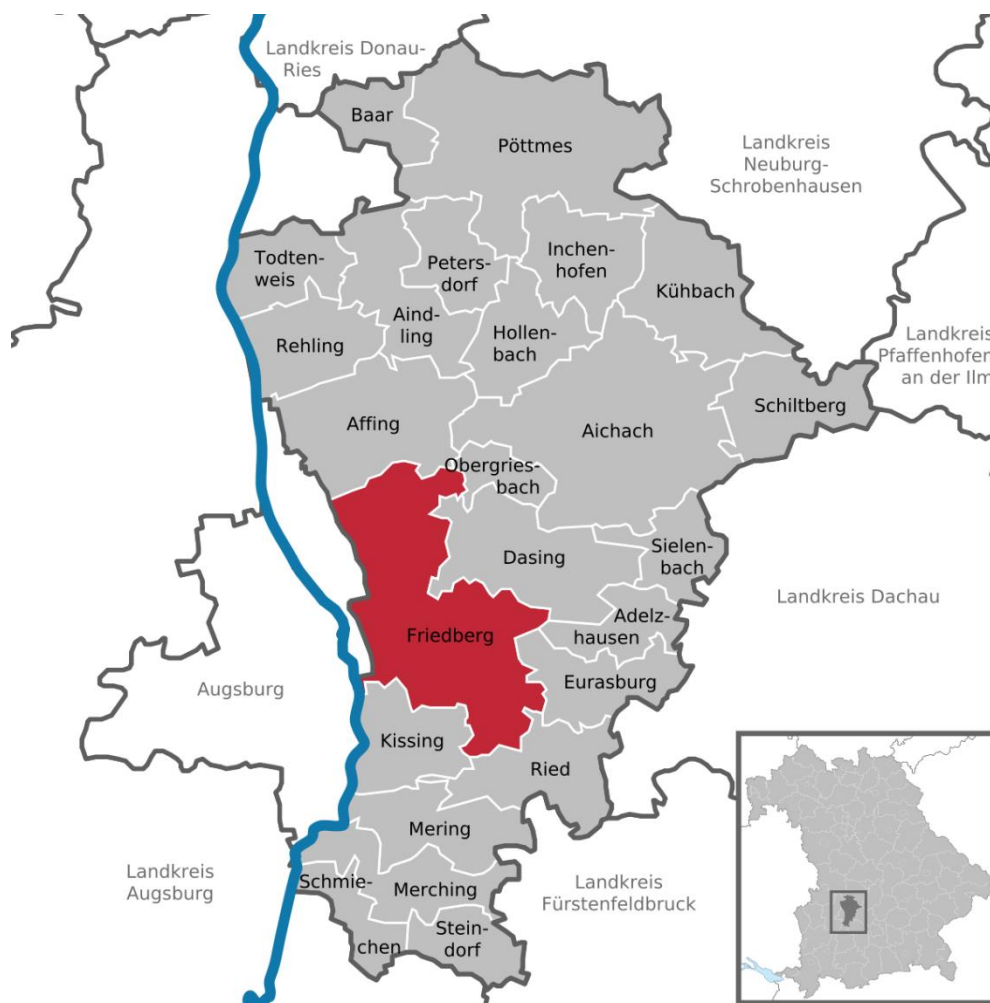 Landkreis Donau-
Ries
Baar
Pöttmes
Landkreis
Neuburg-
Schrobenhausen
Todten-
weis
Peters-
dorf
Inchen-
hofen
Kühbach
Aind-
ling
Rehling
Hollen-
bach
Landkreis
Pfaffenhofen
an der Ilm
Affing
Aichach
Schiltberg
Obergries-
bach
Dasing
Sielen-
bach
Landkreis Dachau
Adelz-
hausen
Friedberg
Augsburg
Eurasburg
Kissing
Ried
Mering
Landkreis
Augsburg
Schmie-
chen
Merching
Landkreis
Fürstenfeldbruck
Stein-
dorf